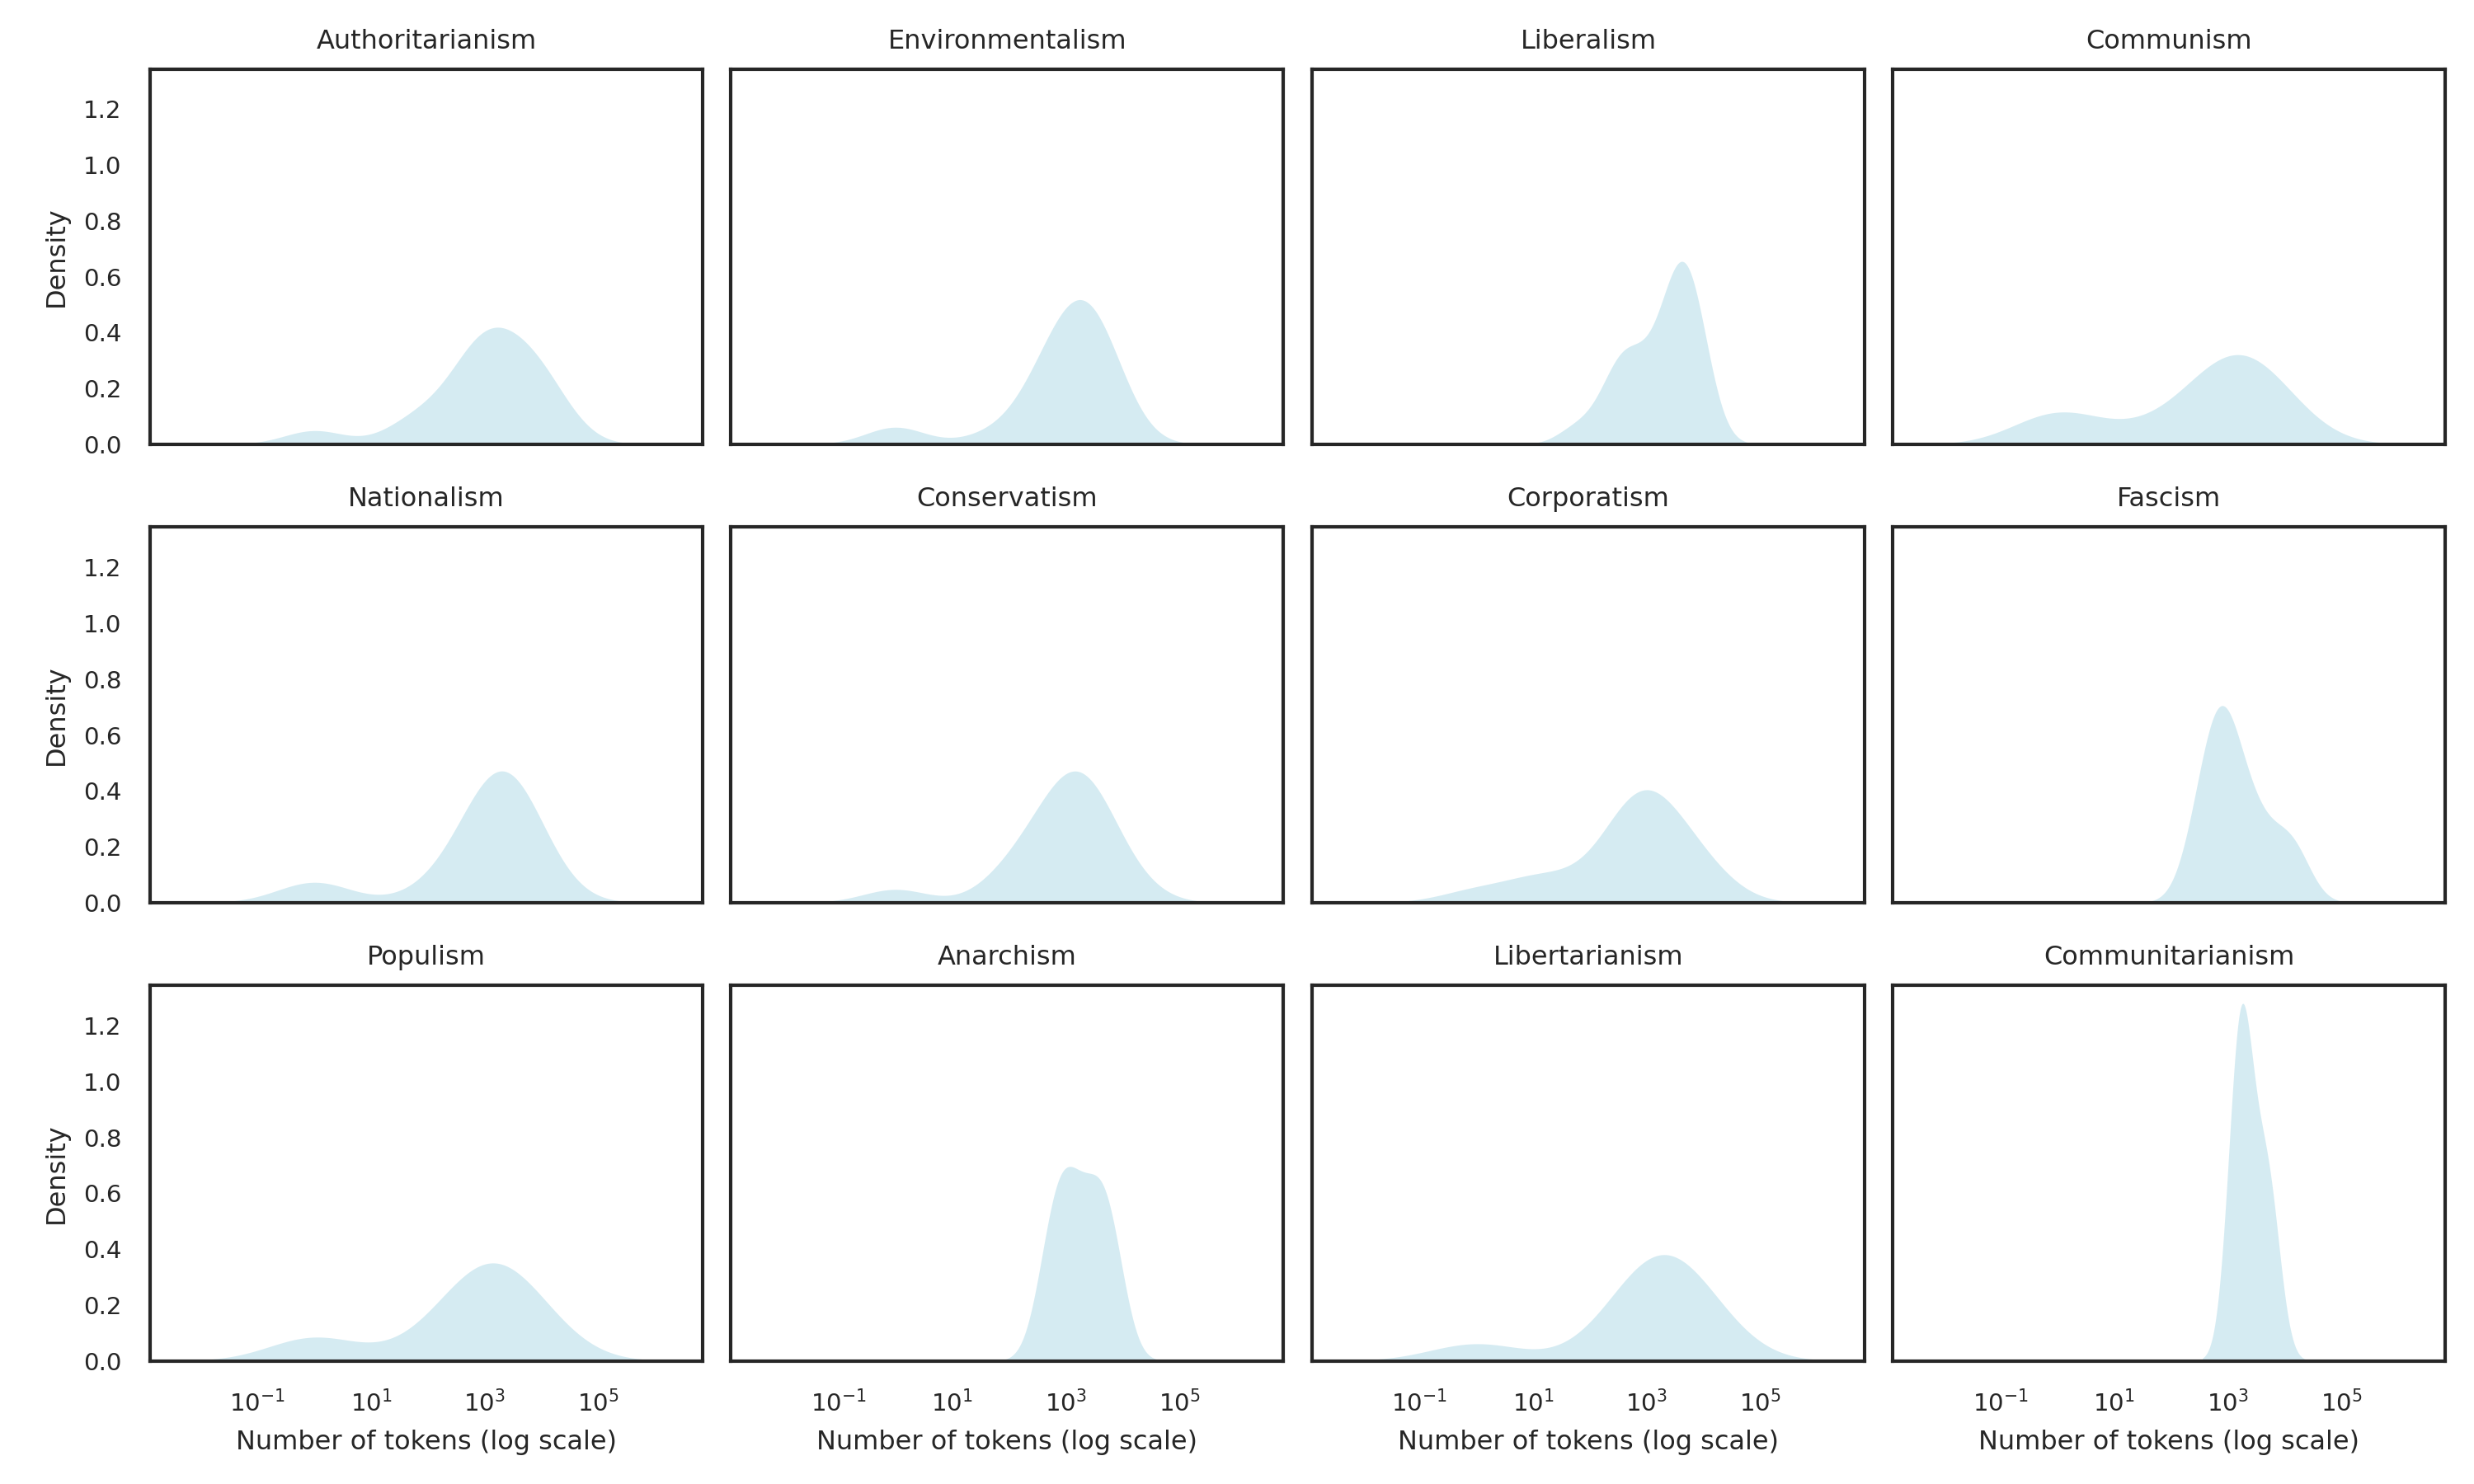 Authoritarianism Environmentalism Liberalism Communism
1.2
1.0
0.8
0.6
0.4
0.2
0.0
Density
Nationalism Conservatism Corporatism Fascism
1.2
1.0
0.8
0.6
0.4
0.2
0.0
Density
Populism Anarchism Libertarianism Communitarianism
1.2
1.0
0.8
0.6
0.4
0.2
0.0
Density
10⁻¹ 10¹ 10³ 10⁵ 10⁻¹ 10¹ 10³ 10⁵ 10⁻¹ 10¹ 10³ 10⁵ 10⁻¹ 10¹ 10³ 10⁵
Number of tokens (log scale) Number of tokens (log scale) Number of tokens (log scale) Number of tokens (log scale)